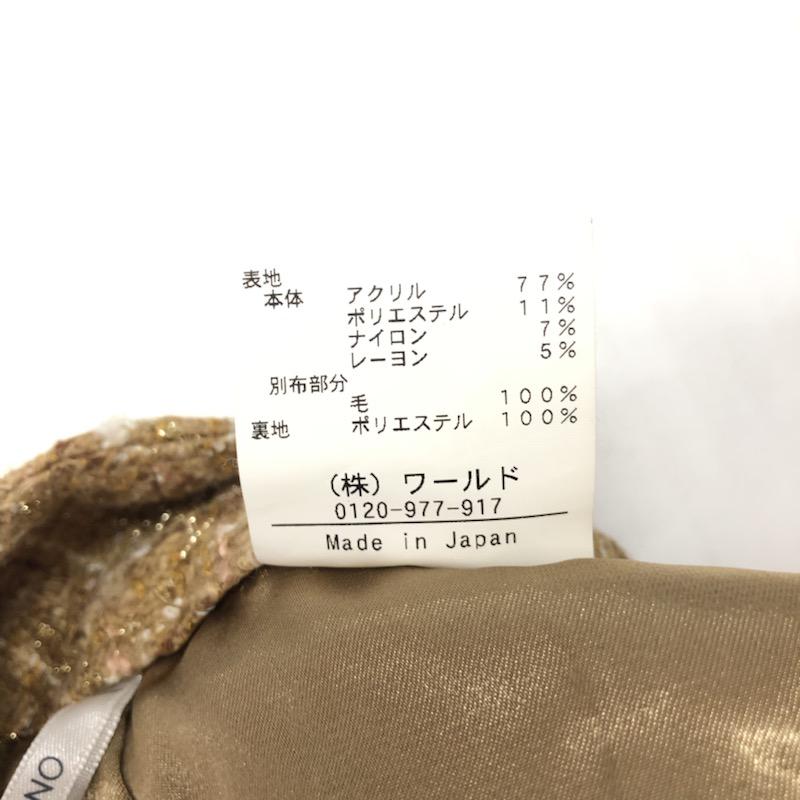 表地
本体 アクリル 77%
ポリエステル 11%
ナイロン 7%
レーヨン 5%
別布部分
毛 100%
裏地 ポリエステル 100%
(株) ワールド
0120-977-917
Made in Japan
NO